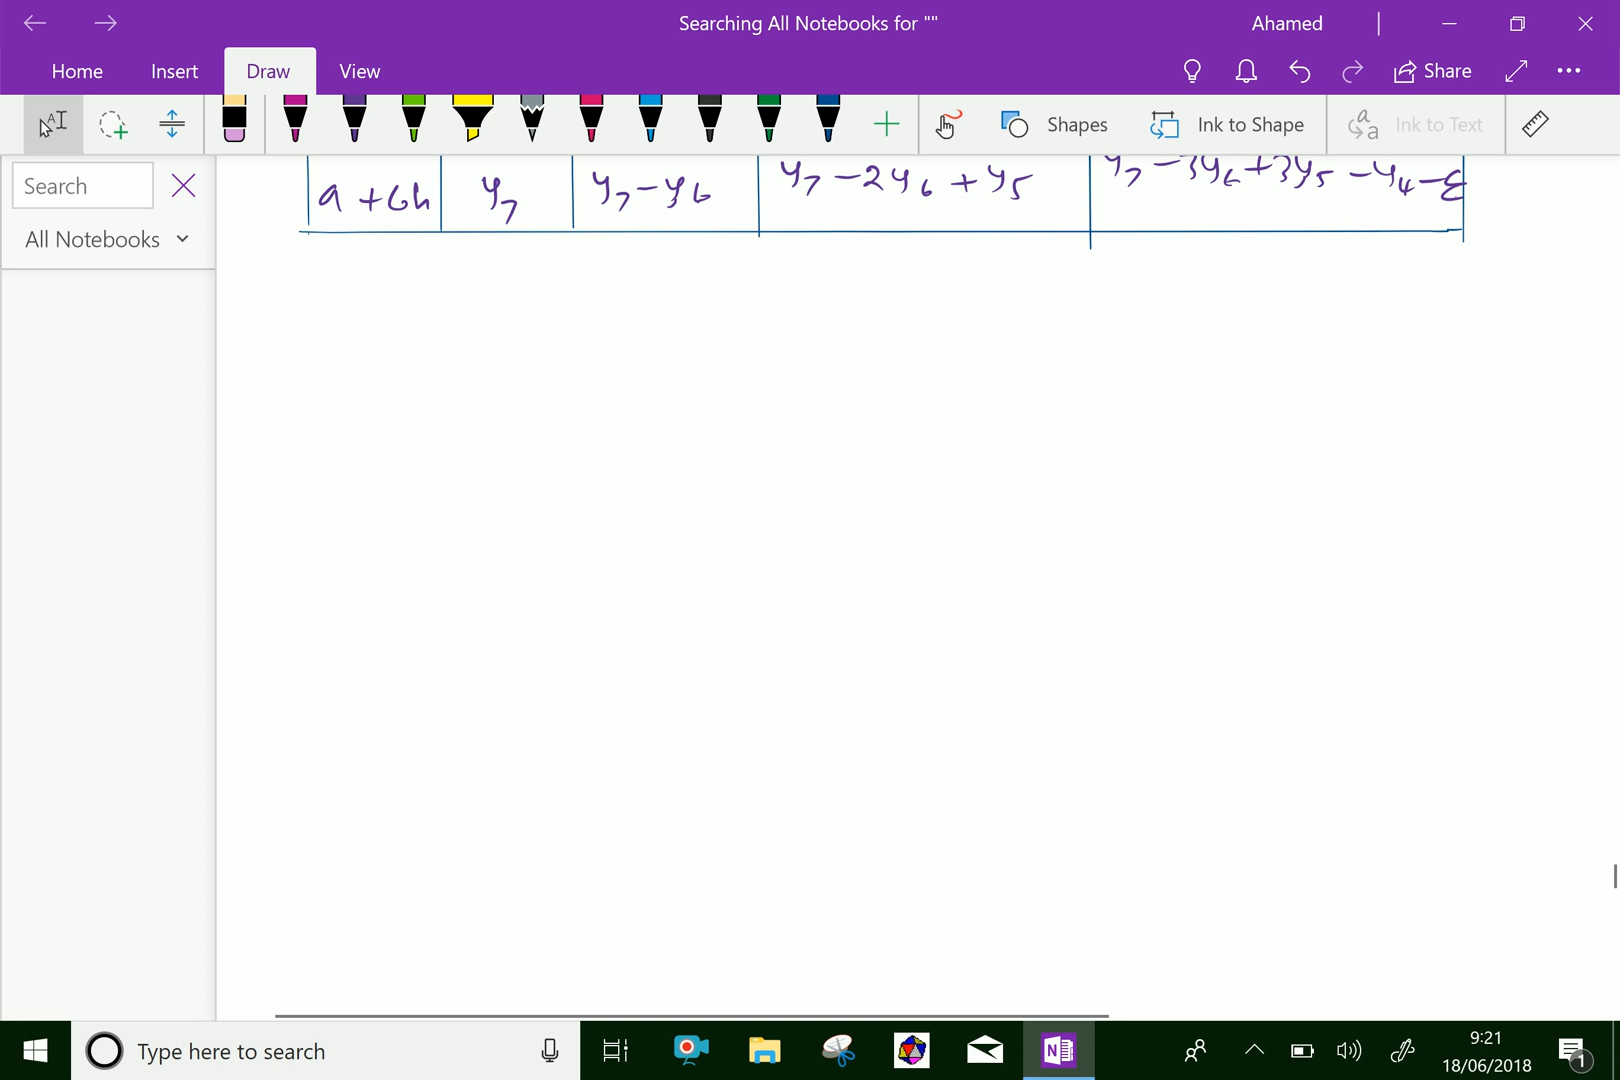 Searching All Notebooks for ""
Ahamed
Home Insert Draw View
Share
Shapes Ink to Shape Ink to Text
Search
All Notebooks
a + 6h y₇ y₇ - y₆ y₇ - 2y₆ + y₅ y₇ - 3y₆ + 3y₅ - y₄ - ε
Type here to search
9:21
18/06/2018
1